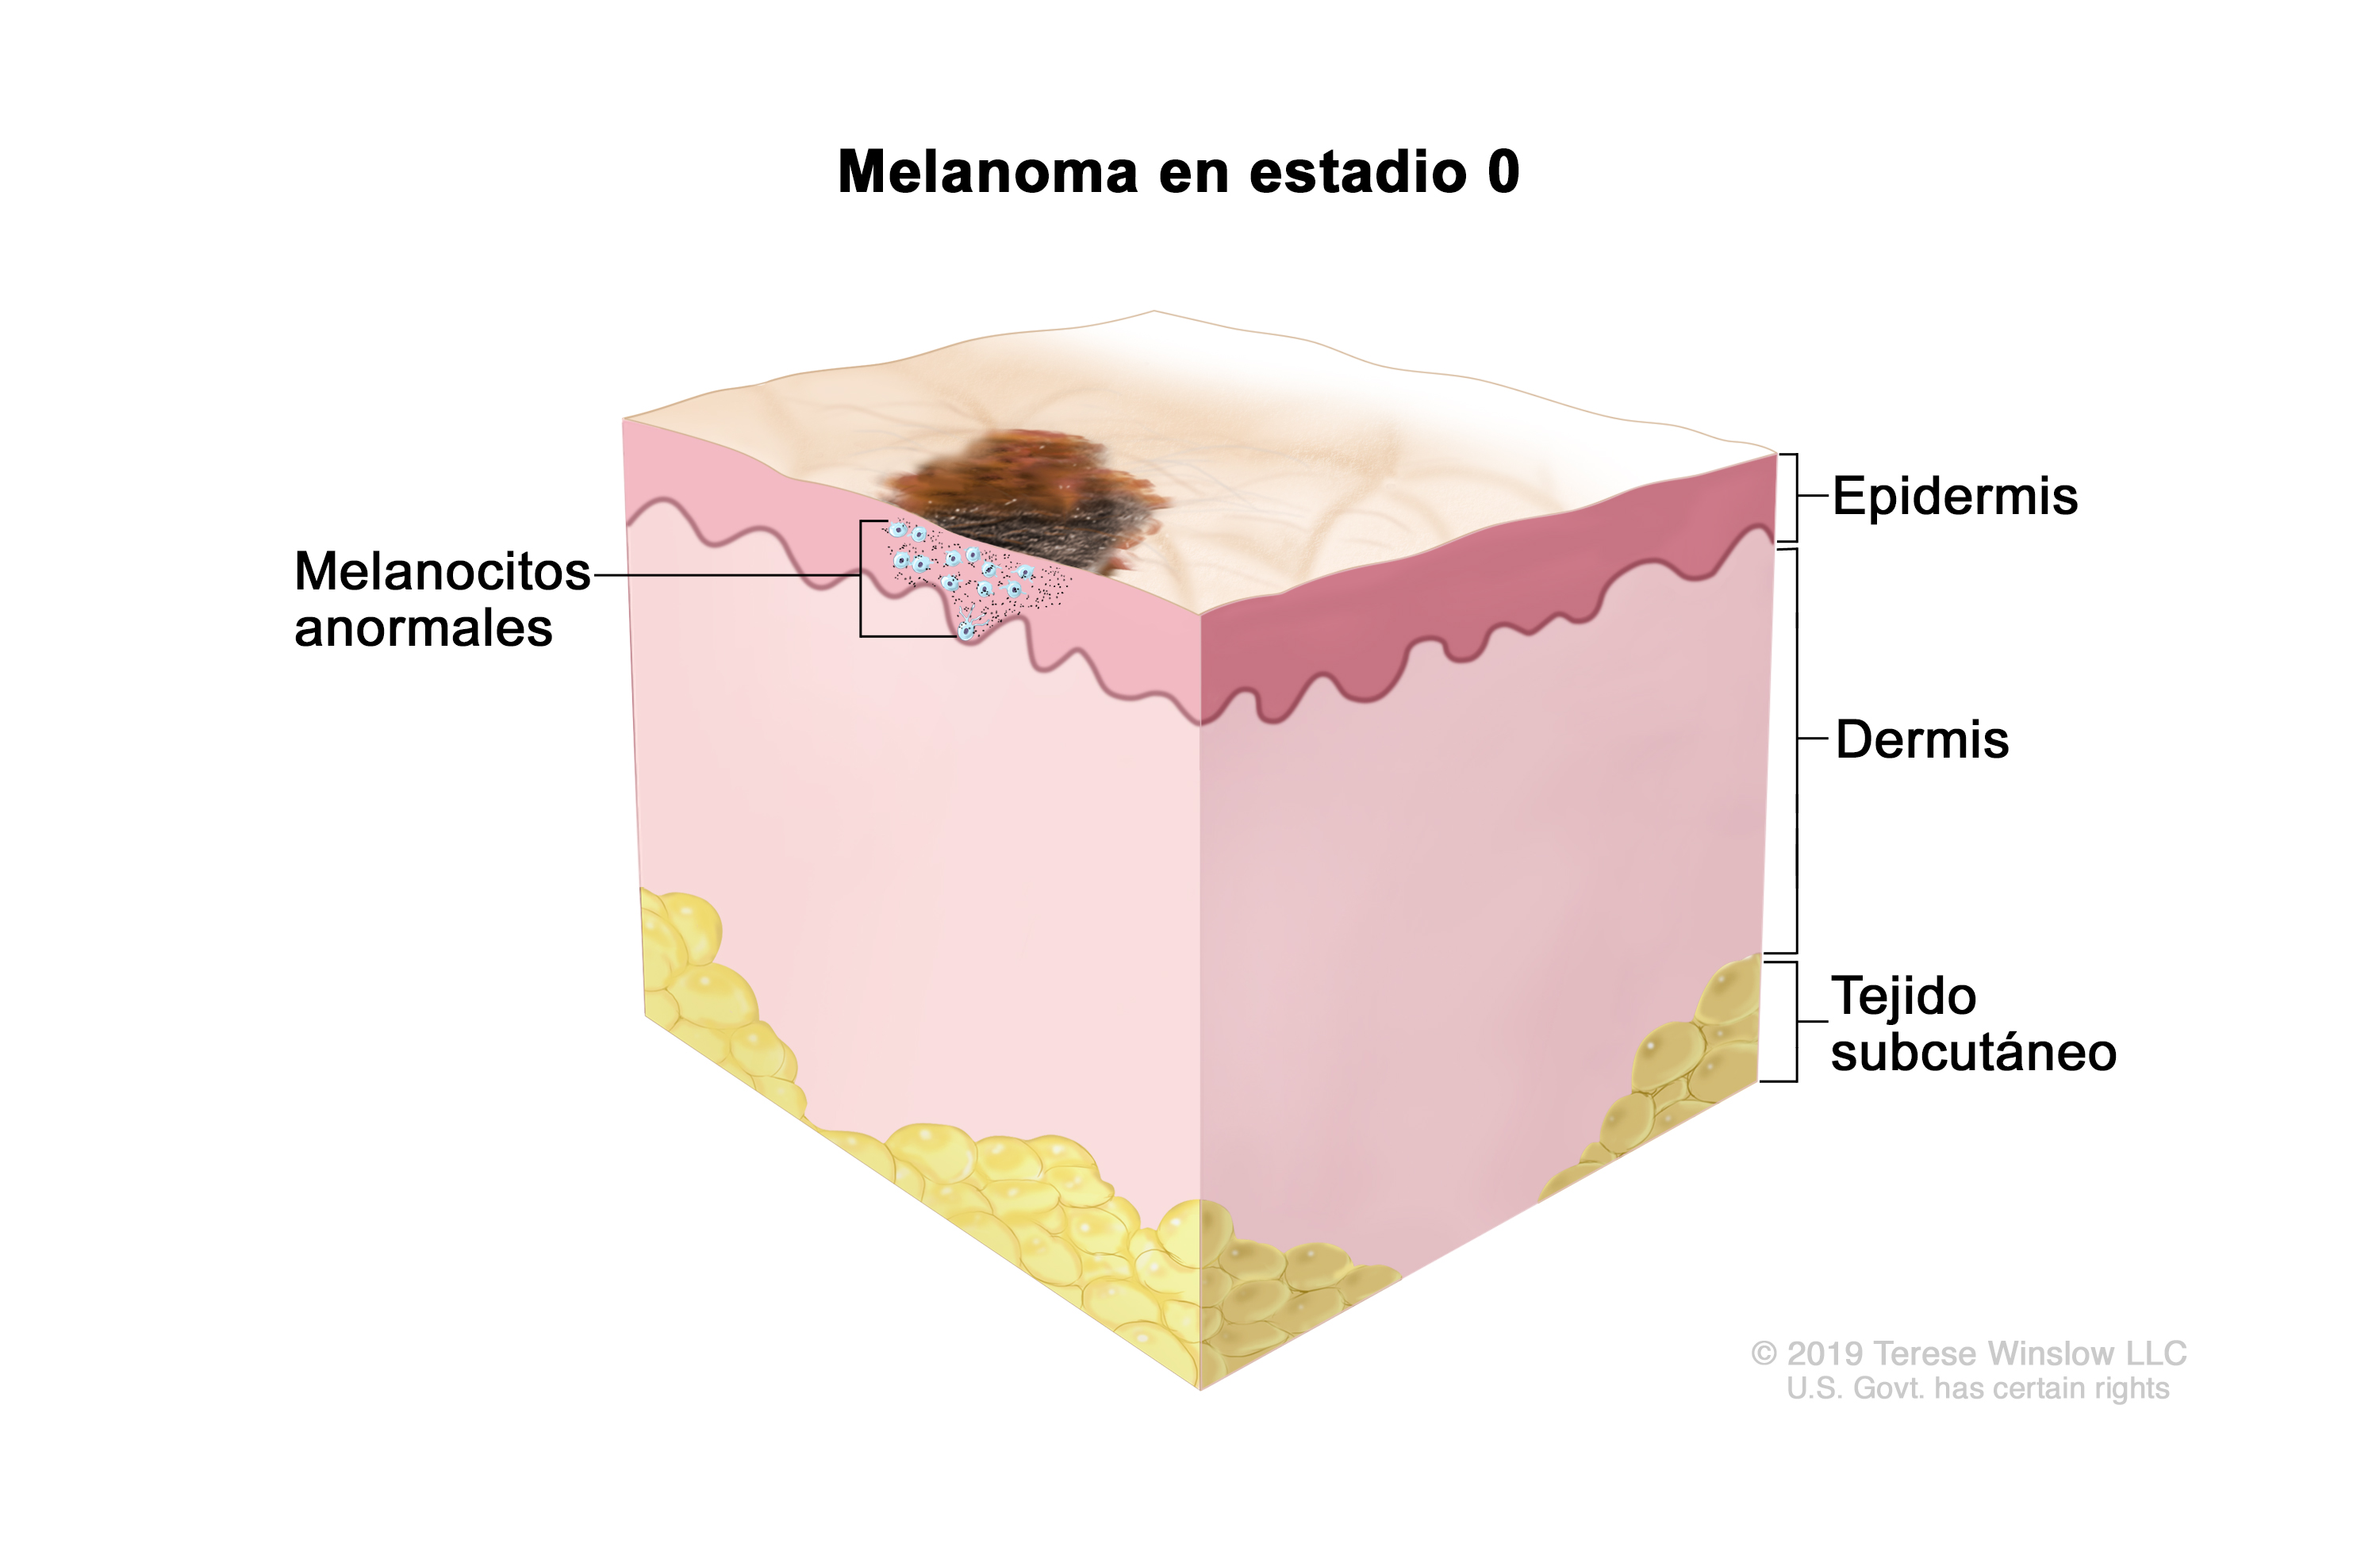 Melanoma en estadio 0
Epidermis
Melanocitos
anormales
Dermis
Tejido
subcutáneo
© 2019 Terese Winslow LLC
U.S. Govt. has certain rights